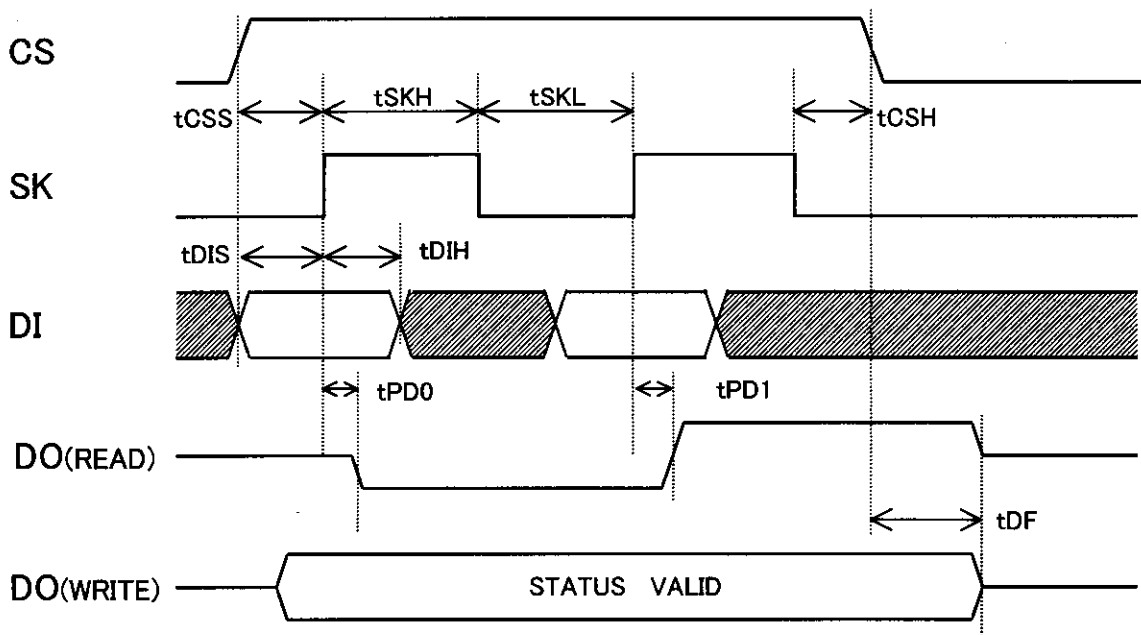 CS
tCSS
tSKH
tSKL
tCSH
SK
tDIS
tDIH
DI
tPD0
tPD1
DO(READ)
tDF
DO(WRITE)
STATUS VALID